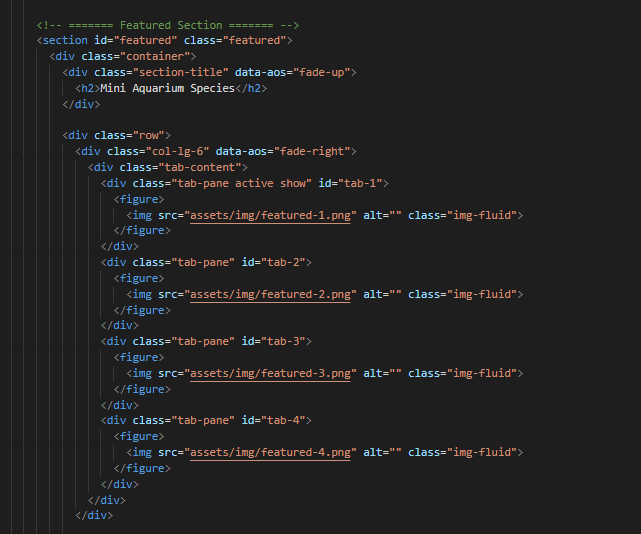 <!-- ======= Featured Section ======= -->
<section id="featured" class="featured">
<div class="container">
<div class="section-title" data-aos="fade-up">
<h2>Mini Aquarium Species</h2>
</div>
<div class="row">
<div class="col-lg-6" data-aos="fade-right">
<div class="tab-content">
<div class="tab-pane active show" id="tab-1">
<figure>
<img src="assets/img/featured-1.png" alt="" class="img-fluid">
</figure>
</div>
<div class="tab-pane" id="tab-2">
<figure>
<img src="assets/img/featured-2.png" alt="" class="img-fluid">
</figure>
</div>
<div class="tab-pane" id="tab-3">
<figure>
<img src="assets/img/featured-3.png" alt="" class="img-fluid">
</figure>
</div>
<div class="tab-pane" id="tab-4">
<figure>
<img src="assets/img/featured-4.png" alt="" class="img-fluid">
</figure>
</div>
</div>
</div>